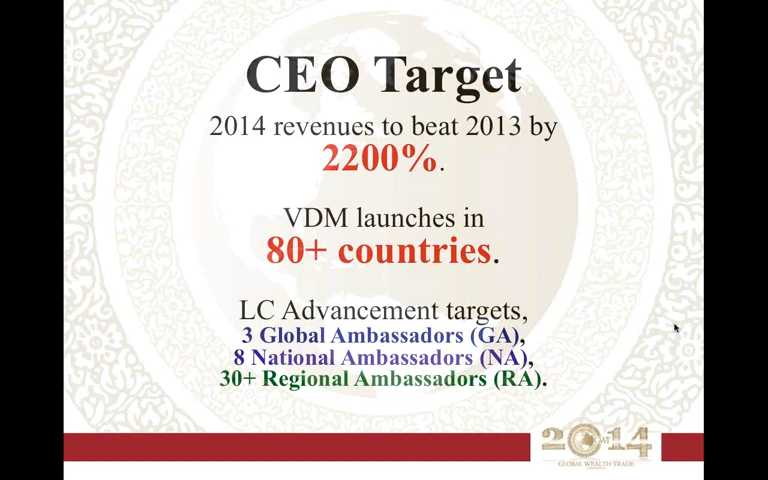 CEO Target
2014 revenues to beat 2013 by
2200%.
VDM launches in
80+ countries.
LC Advancement targets,
3 Global Ambassadors (GA),
8 National Ambassadors (NA),
30+ Regional Ambassadors (RA).
2014
GLOBAL WEALTH TRADE